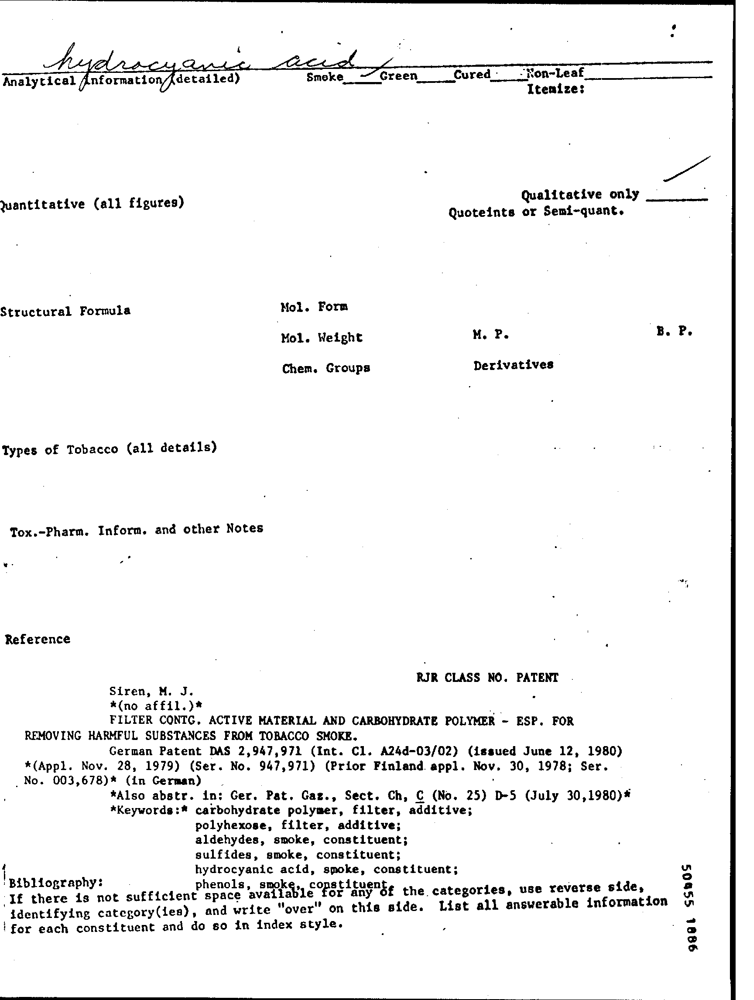 hydrocyanic acid
Analytical Information (detailed) Smoke Green Cured Non-Leaf
Itemize:
Quantitative (all figures) Qualitative only
Quoteints or Semi-quant.
Structural Formula Mol. Form
Mol. Weight M. P. B. P.
Chem. Groups Derivatives
Types of Tobacco (all details)
Tox.-Pharm. Inform. and other Notes
Reference
RJR CLASS NO. PATENT
Siren, M. J.
*(no affil.)*
FILTER CONTG. ACTIVE MATERIAL AND CARBOHYDRATE POLYMER - ESP. FOR
REMOVING HARMFUL SUBSTANCES FROM TOBACCO SMOKE.
German Patent DAS 2,947,971 (Int. Cl. A24d-03/02) (issued June 12, 1980)
*(Appl. Nov. 28, 1979) (Ser. No. 947,971) (Prior Finland appl. Nov. 30, 1978; Ser.
No. 003,678)* (in German)
*Also abstr. in: Ger. Pat. Gaz., Sect. Ch, C (No. 25) D-5 (July 30,1980)*
*Keywords:* carbohydrate polymer, filter, additive;
polyhexose, filter, additive;
aldehydes, smoke, constituent;
sulfides, smoke, constituent;
hydrocyanic acid, smoke, constituent;
Bibliography: phenols, smoke, constituent.
If there is not sufficient space available for any of the categories, use reverse side,
identifying category(ies), and write "over" on this side. List all answerable information
for each constituent and do so in index style.
50455 1886